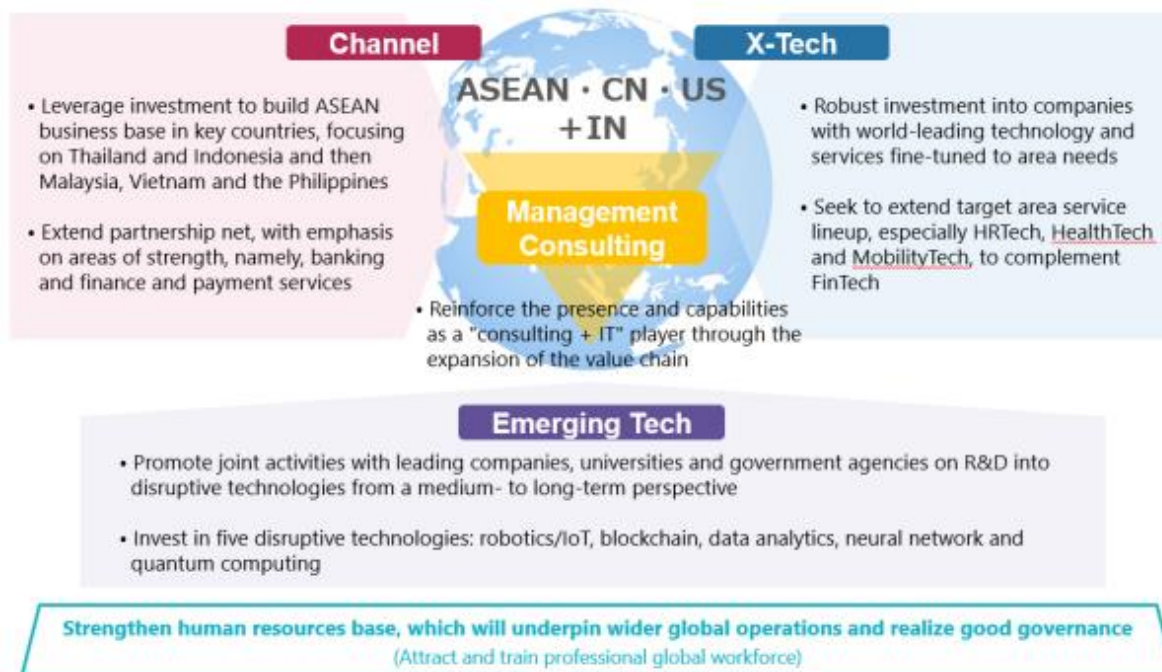 Channel
• Leverage investment to build ASEAN
business base in key countries, focusing
on Thailand and Indonesia and then
Malaysia, Vietnam and the Philippines
• Extend partnership net, with emphasis
on areas of strength, namely, banking
and finance and payment services
ASEAN・CN・US
+IN
Management
Consulting
• Reinforce the presence and capabilities
as a "consulting + IT" player through the
expansion of the value chain
X-Tech
• Robust investment into companies
with world-leading technology and
services fine-tuned to area needs
• Seek to extend target area service
lineup, especially HRTech, HealthTech
and MobilityTech, to complement
FinTech
Emerging Tech
• Promote joint activities with leading companies, universities and government agencies on R&D into
disruptive technologies from a medium- to long-term perspective
• Invest in five disruptive technologies: robotics/IoT, blockchain, data analytics, neural network and
quantum computing
Strengthen human resources base, which will underpin wider global operations and realize good governance
(Attract and train professional global workforce)